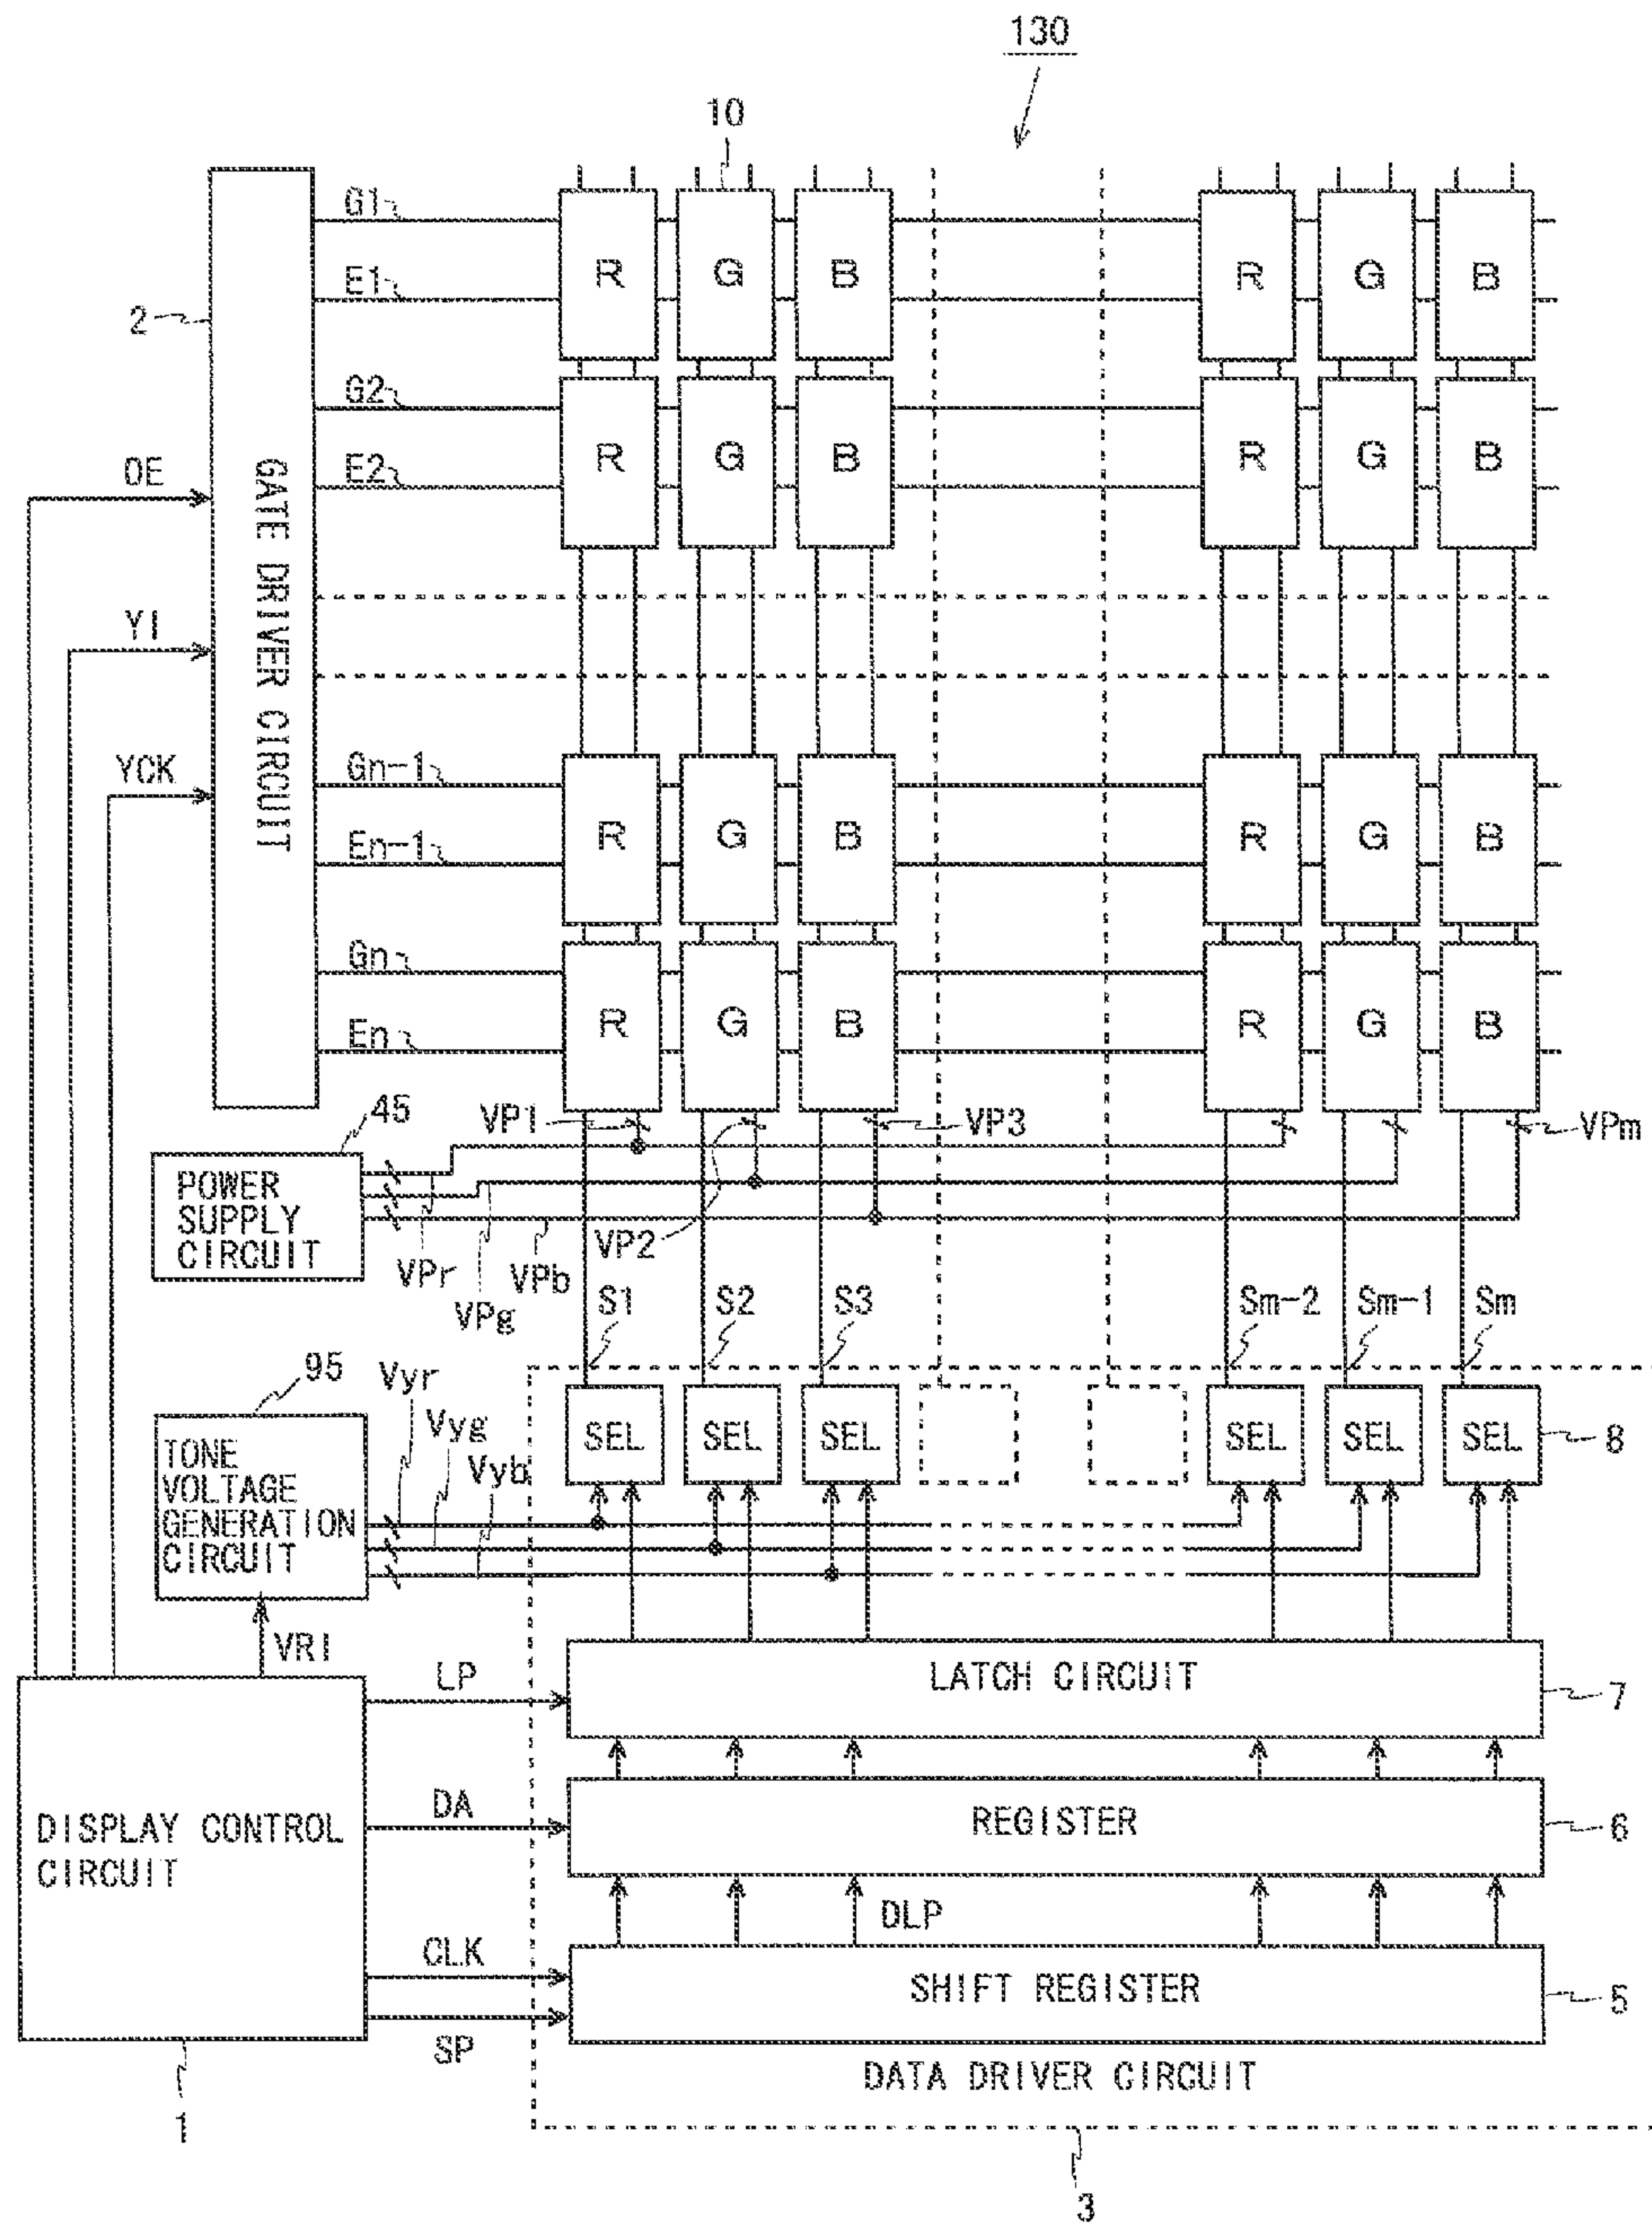 130
10
G1
R G B R G B
E1
2
G2
R G B R G B
E2
OE
GATE DRIVER CIRCUIT
YI
YCK
Gn-1
R G B R G B
En-1
Gn
R G B R G B
En
45
VP1
VP3
VPm
POWER
SUPPLY
CIRCUIT
VP2
VPr
VPb
VPg
S1 S2 S3 Sm-2 Sm-1 Sm
95
Vyr
Vyg
Vyb
SEL SEL SEL SEL SEL SEL
8
TONE
VOLTAGE
GENERATION
CIRCUIT
VRI
LP
LATCH CIRCUIT
7
DA
REGISTER
6
DISPLAY CONTROL
CIRCUIT
DLP
CLK
SHIFT REGISTER
5
SP
DATA DRIVER CIRCUIT
1
3